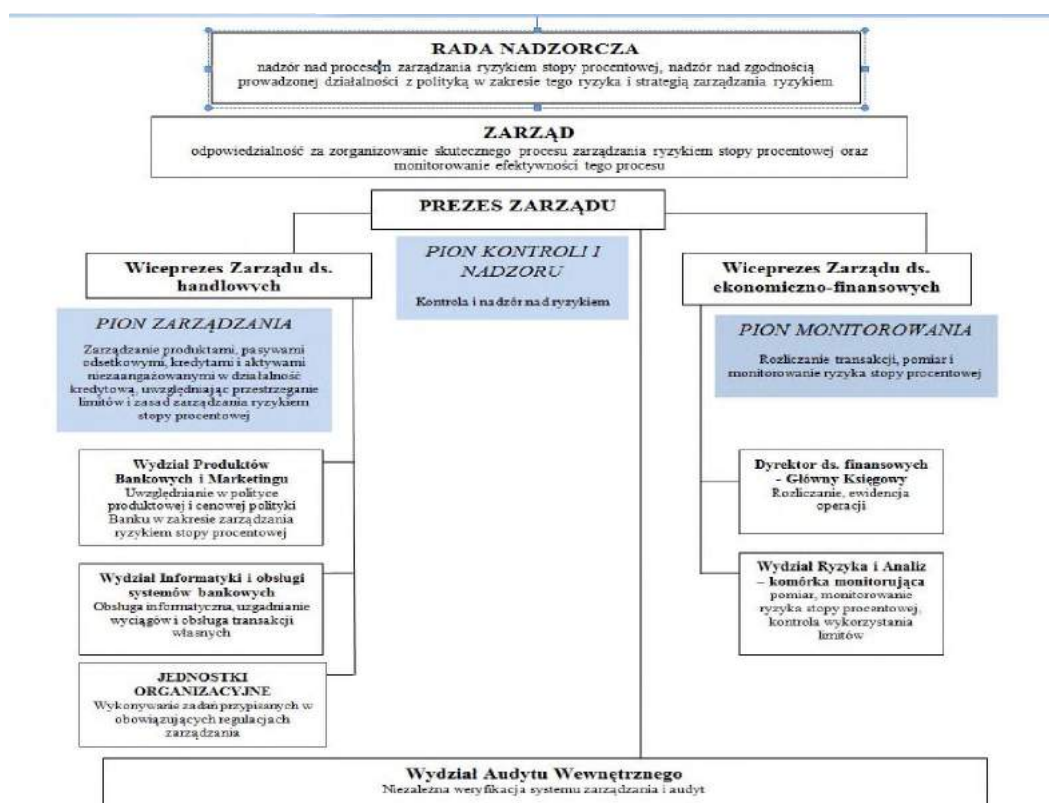 RADA NADZORCZA
nadzór nad procesem zarządzania ryzykiem stopy procentowej, nadzór nad zgodnością
prowadzonej działalności z polityką w zakresie tego ryzyka i strategią zarządzania ryzykiem
ZARZĄD
odpowiedzialność za zorganizowanie skutecznego procesu zarządzania ryzykiem stopy procentowej oraz
monitorowanie efektywności tego procesu
PREZES ZARZĄDU
Wiceprezes Zarządu ds.
handlowych
PION ZARZĄDZANIA
Zarządzanie produktami, pasywami
odsetkowymi, kredytami i aktywami
niezaangażowanymi w działalność
kredytową, uwzględniając przestrzeganie
limitów i zasad zarządzania ryzykiem
stopy procentowej
Wydział Produktów
Bankowych i Marketingu
Uwzględnianie w polityce
produktowej i cenowej polityki
Banku w zakresie zarządzania
ryzykiem stopy procentowej
Wydział Informatyki i obsługi
systemów bankowych
Obsługa informatyczna, uzgadnianie
wyciągów i obsługa transakcji
własnych
JEDNOSTKI
ORGANIZACYJNE
Wykonywanie zadań przypisanych w
obowiązujących regulacjach
zarządzania
PION KONTROLI I
NADZORU
Kontrola i nadzór nad ryzykiem
Wiceprezes Zarządu ds.
ekonomiczno-finansowych
PION MONITOROWANIA
Rozliczanie transakcji, pomiar i
monitorowanie ryzyka stopy procentowej
Dyrektor ds. finansowych
- Główny Księgowy
Rozliczanie, ewidencja
operacji
Wydział Ryzyka i Analiz
– komórka monitorująca
pomiar, monitorowanie
ryzyka stopy procentowej,
kontrola wykorzystania
limitów
Wydział Audytu Wewnętrznego
Niezależna weryfikacja systemu zarządzania i audyt